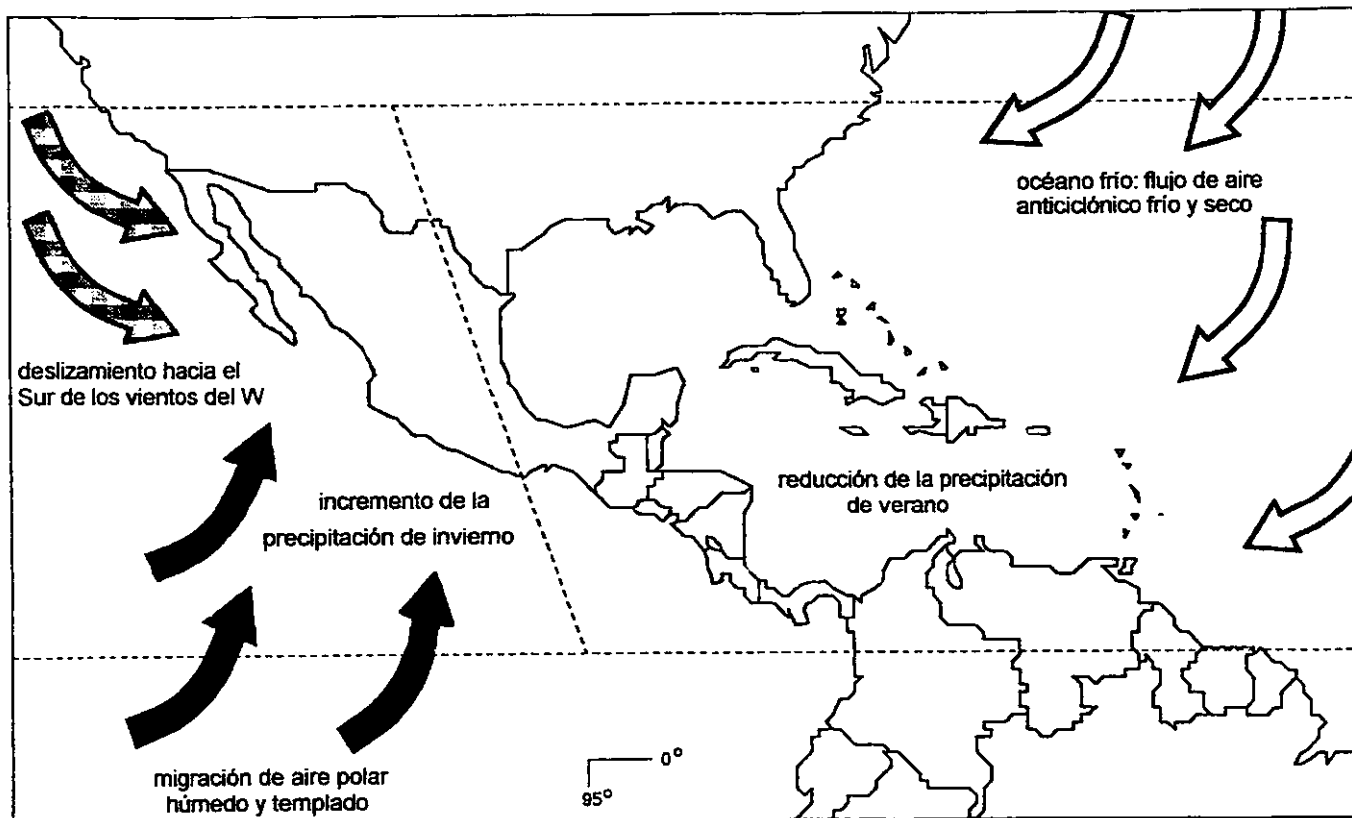 océano frío: flujo de aire
anticiclónico frío y seco
deslizamiento hacia el
Sur de los vientos del W
reducción de la precipitación
de verano
incremento de la
precipitación de invierno
migración de aire polar
húmedo y templado
0°
95°